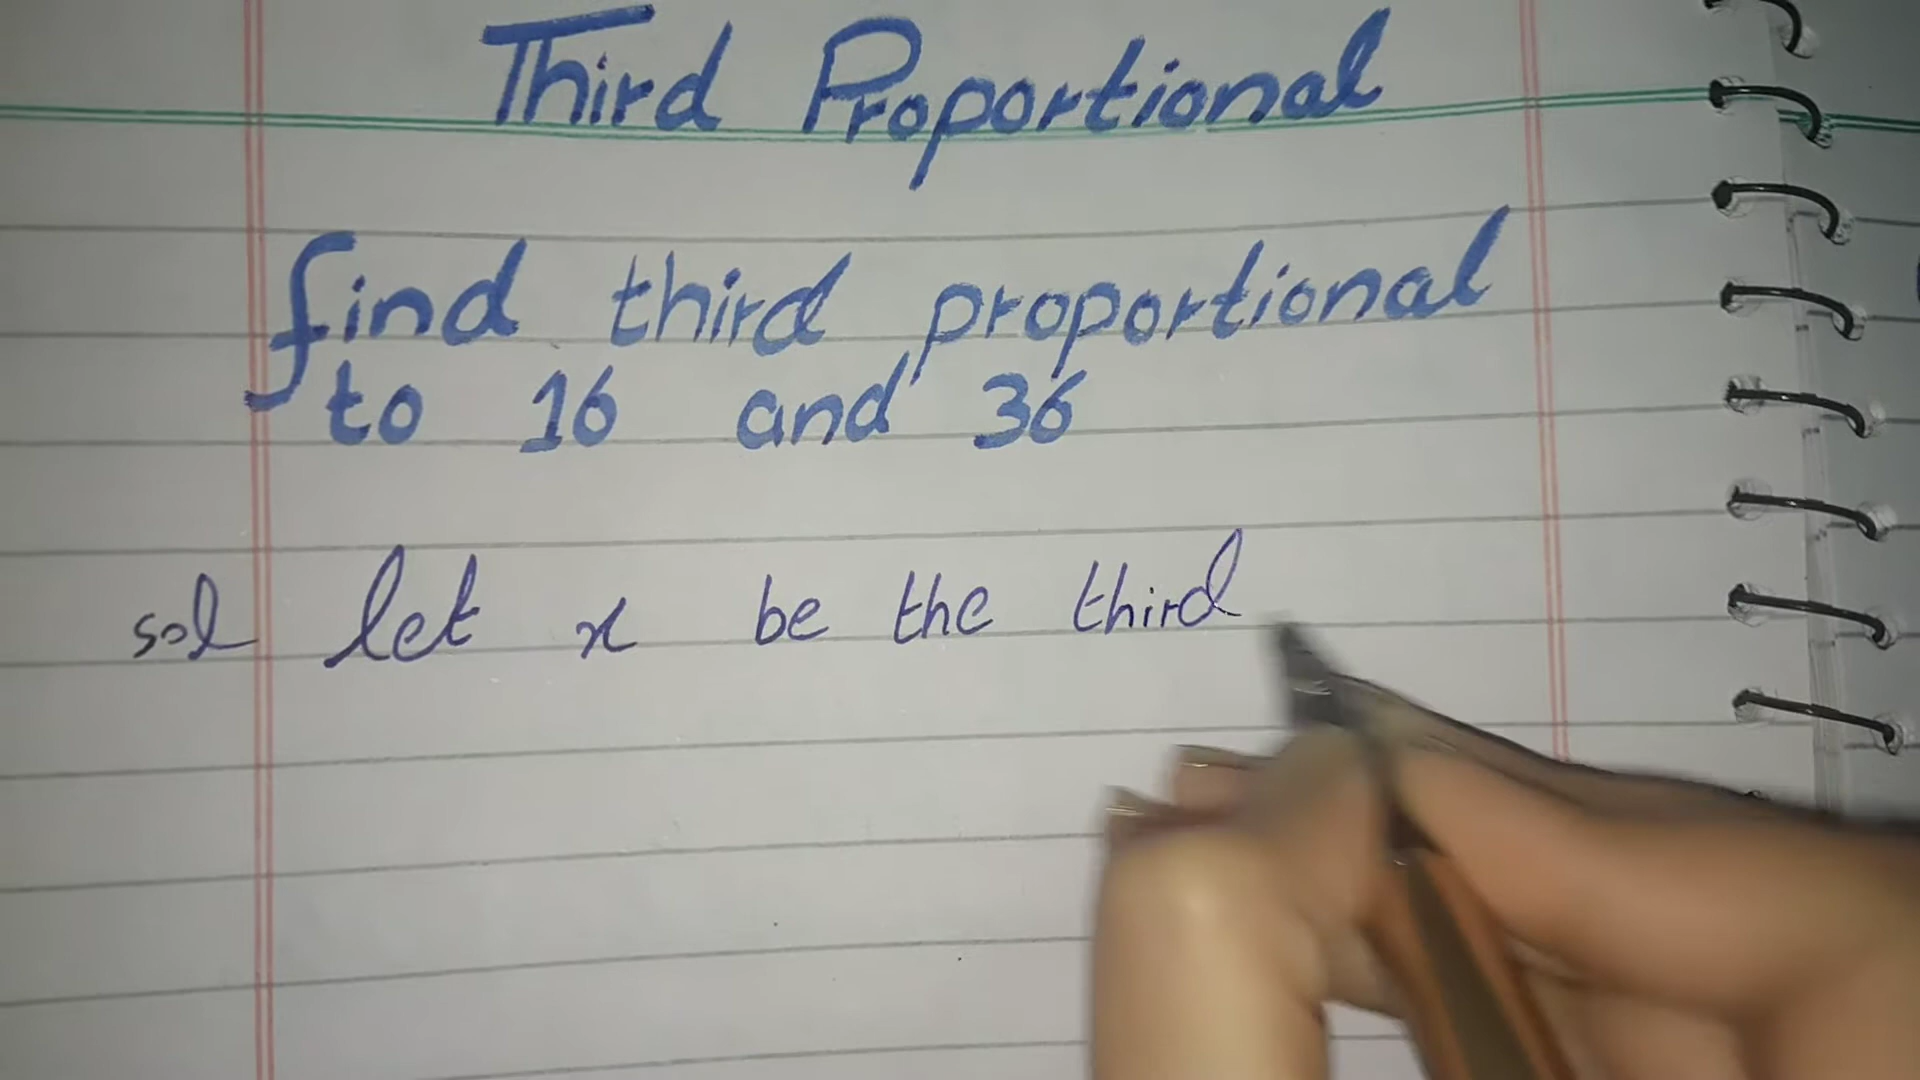 Third Proportional
find third proportional
to 16 and 36
sol let x be the third